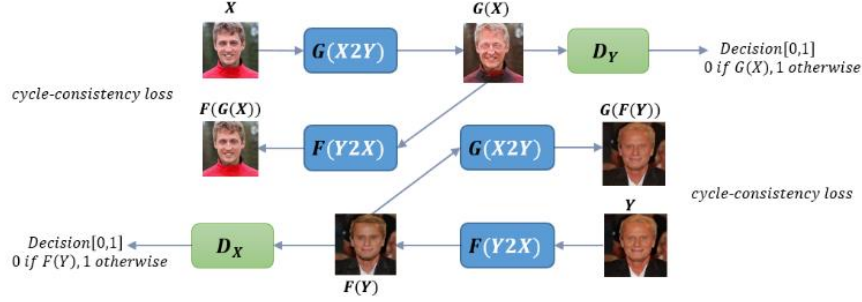 X
G(X)
G(X2Y)
D_Y
Decision[0,1]
0 if G(X), 1 otherwise
cycle-consistency loss
F(G(X))
G(F(Y))
F(Y2X)
G(X2Y)
cycle-consistency loss
Y
Decision[0,1]
0 if F(Y), 1 otherwise
D_X
F(Y2X)
F(Y)